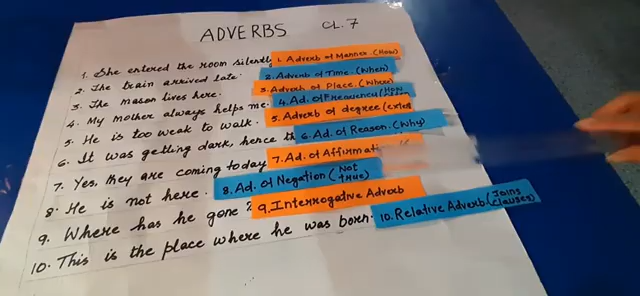 ADVERBS CL.7
1. She entered the room silently 1. Adverb of Manner (How)
2. The train arrived late. 2. Adverb of Time (When)
3. The mason lives here. 3. Adverb of Place (Where)
4. My mother always helps me. 4. Ad. of Frequency (How
5. He is too weak to walk. 5. Adverb of degree (extent
6. It was getting dark, hence th 6. Ad. of Reason (Why)
7. Yes, they are coming today 7. Ad. of Affirmati
8. He is not here. 8. Ad. of Negation (Not true)
9. Where has he gone ? 9. Interrogative Adverb
10. This is the place where he was born. 10. Relative Adverb (Joins clauses)